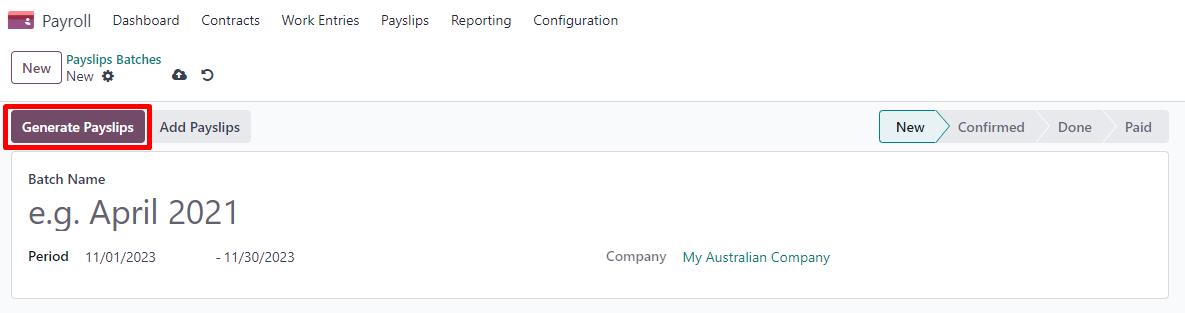 Payroll Dashboard Contracts Work Entries Payslips Reporting Configuration
New Payslips Batches
New
Generate Payslips Add Payslips New Confirmed Done Paid
Batch Name
e.g. April 2021
Period 11/01/2023 - 11/30/2023 Company My Australian Company